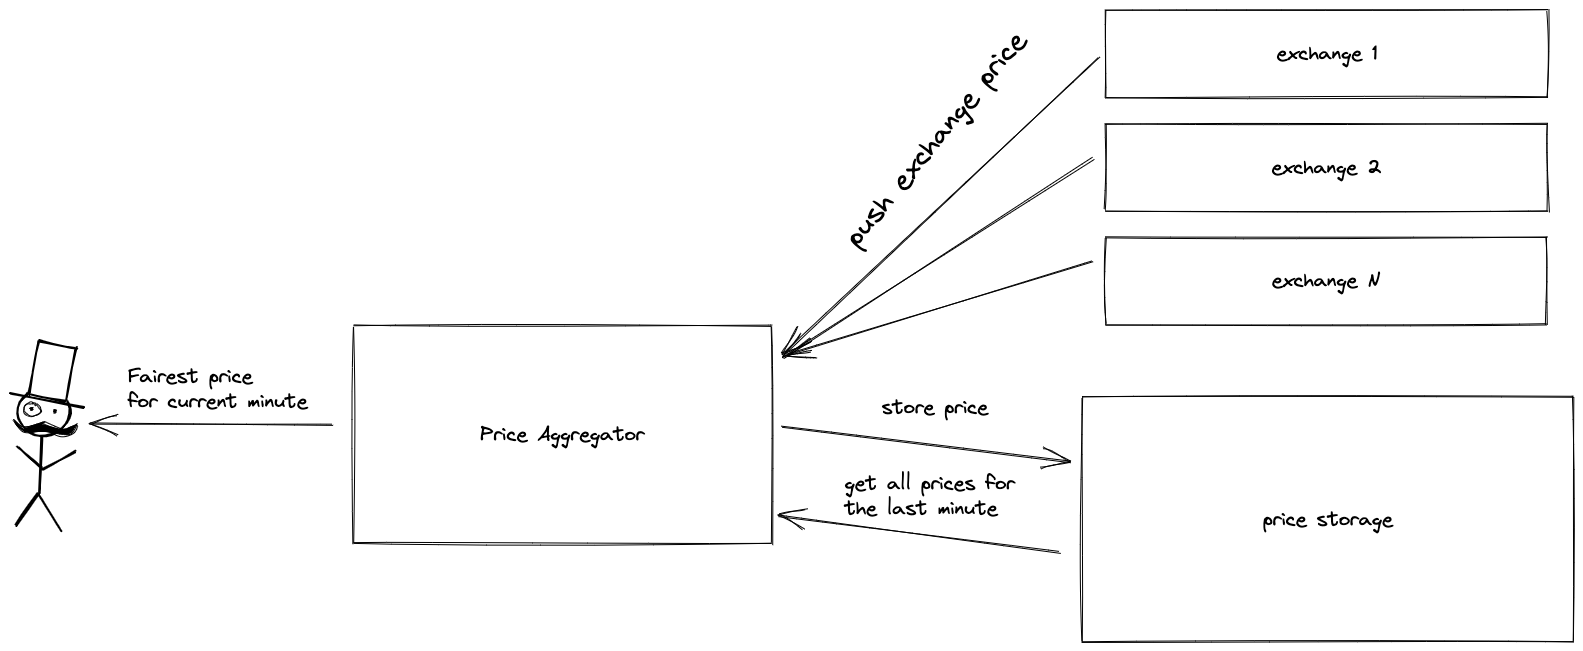 exchange 1
push exchange price
exchange 2
exchange N
Fairest price
for current minute
Price Aggregator
store price
get all prices for
the last minute
price storage